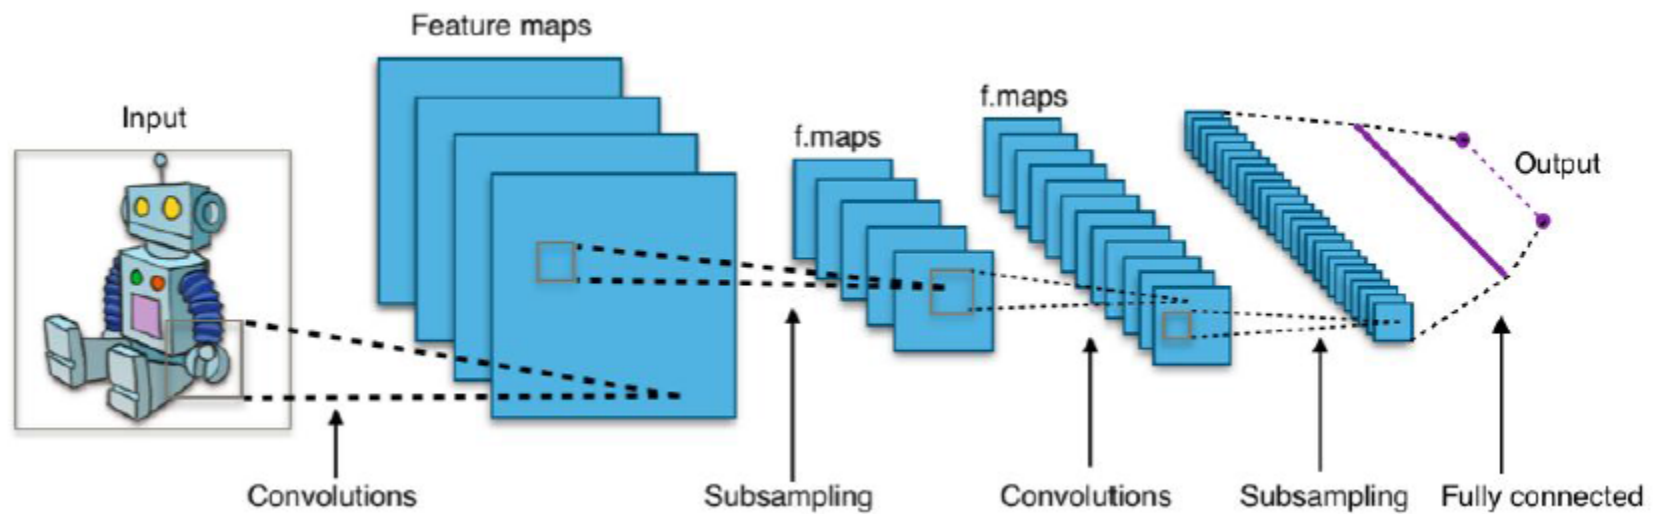 Feature maps
f.maps
Input
f.maps
Output
Convolutions
Subsampling
Convolutions
Subsampling
Fully connected